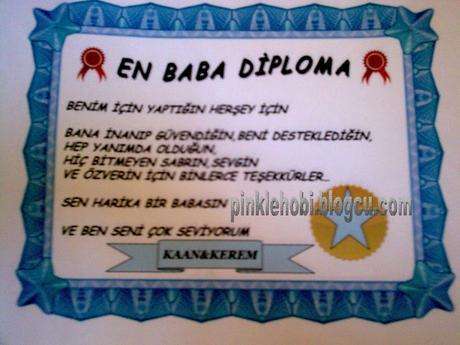 EN BABA DİPLOMA
BENİM İÇİN YAPTIĞIN HERŞEY İÇİN
BANA İNANIP GÜVENDİĞİN,BENİ DESTEKLEDİĞİN,
HEP YANIMDA OLDUĞUN,
HİÇ BİTMEYEN SABRIN,SEVGİN
VE ÖZVERİN İÇİN BİNLERCE TEŞEKKÜRLER...
SEN HARİKA BİR BABASIN
pinklehobi.blogcu.com
VE BEN SENİ ÇOK SEVİYORUM
KAAN&KEREM